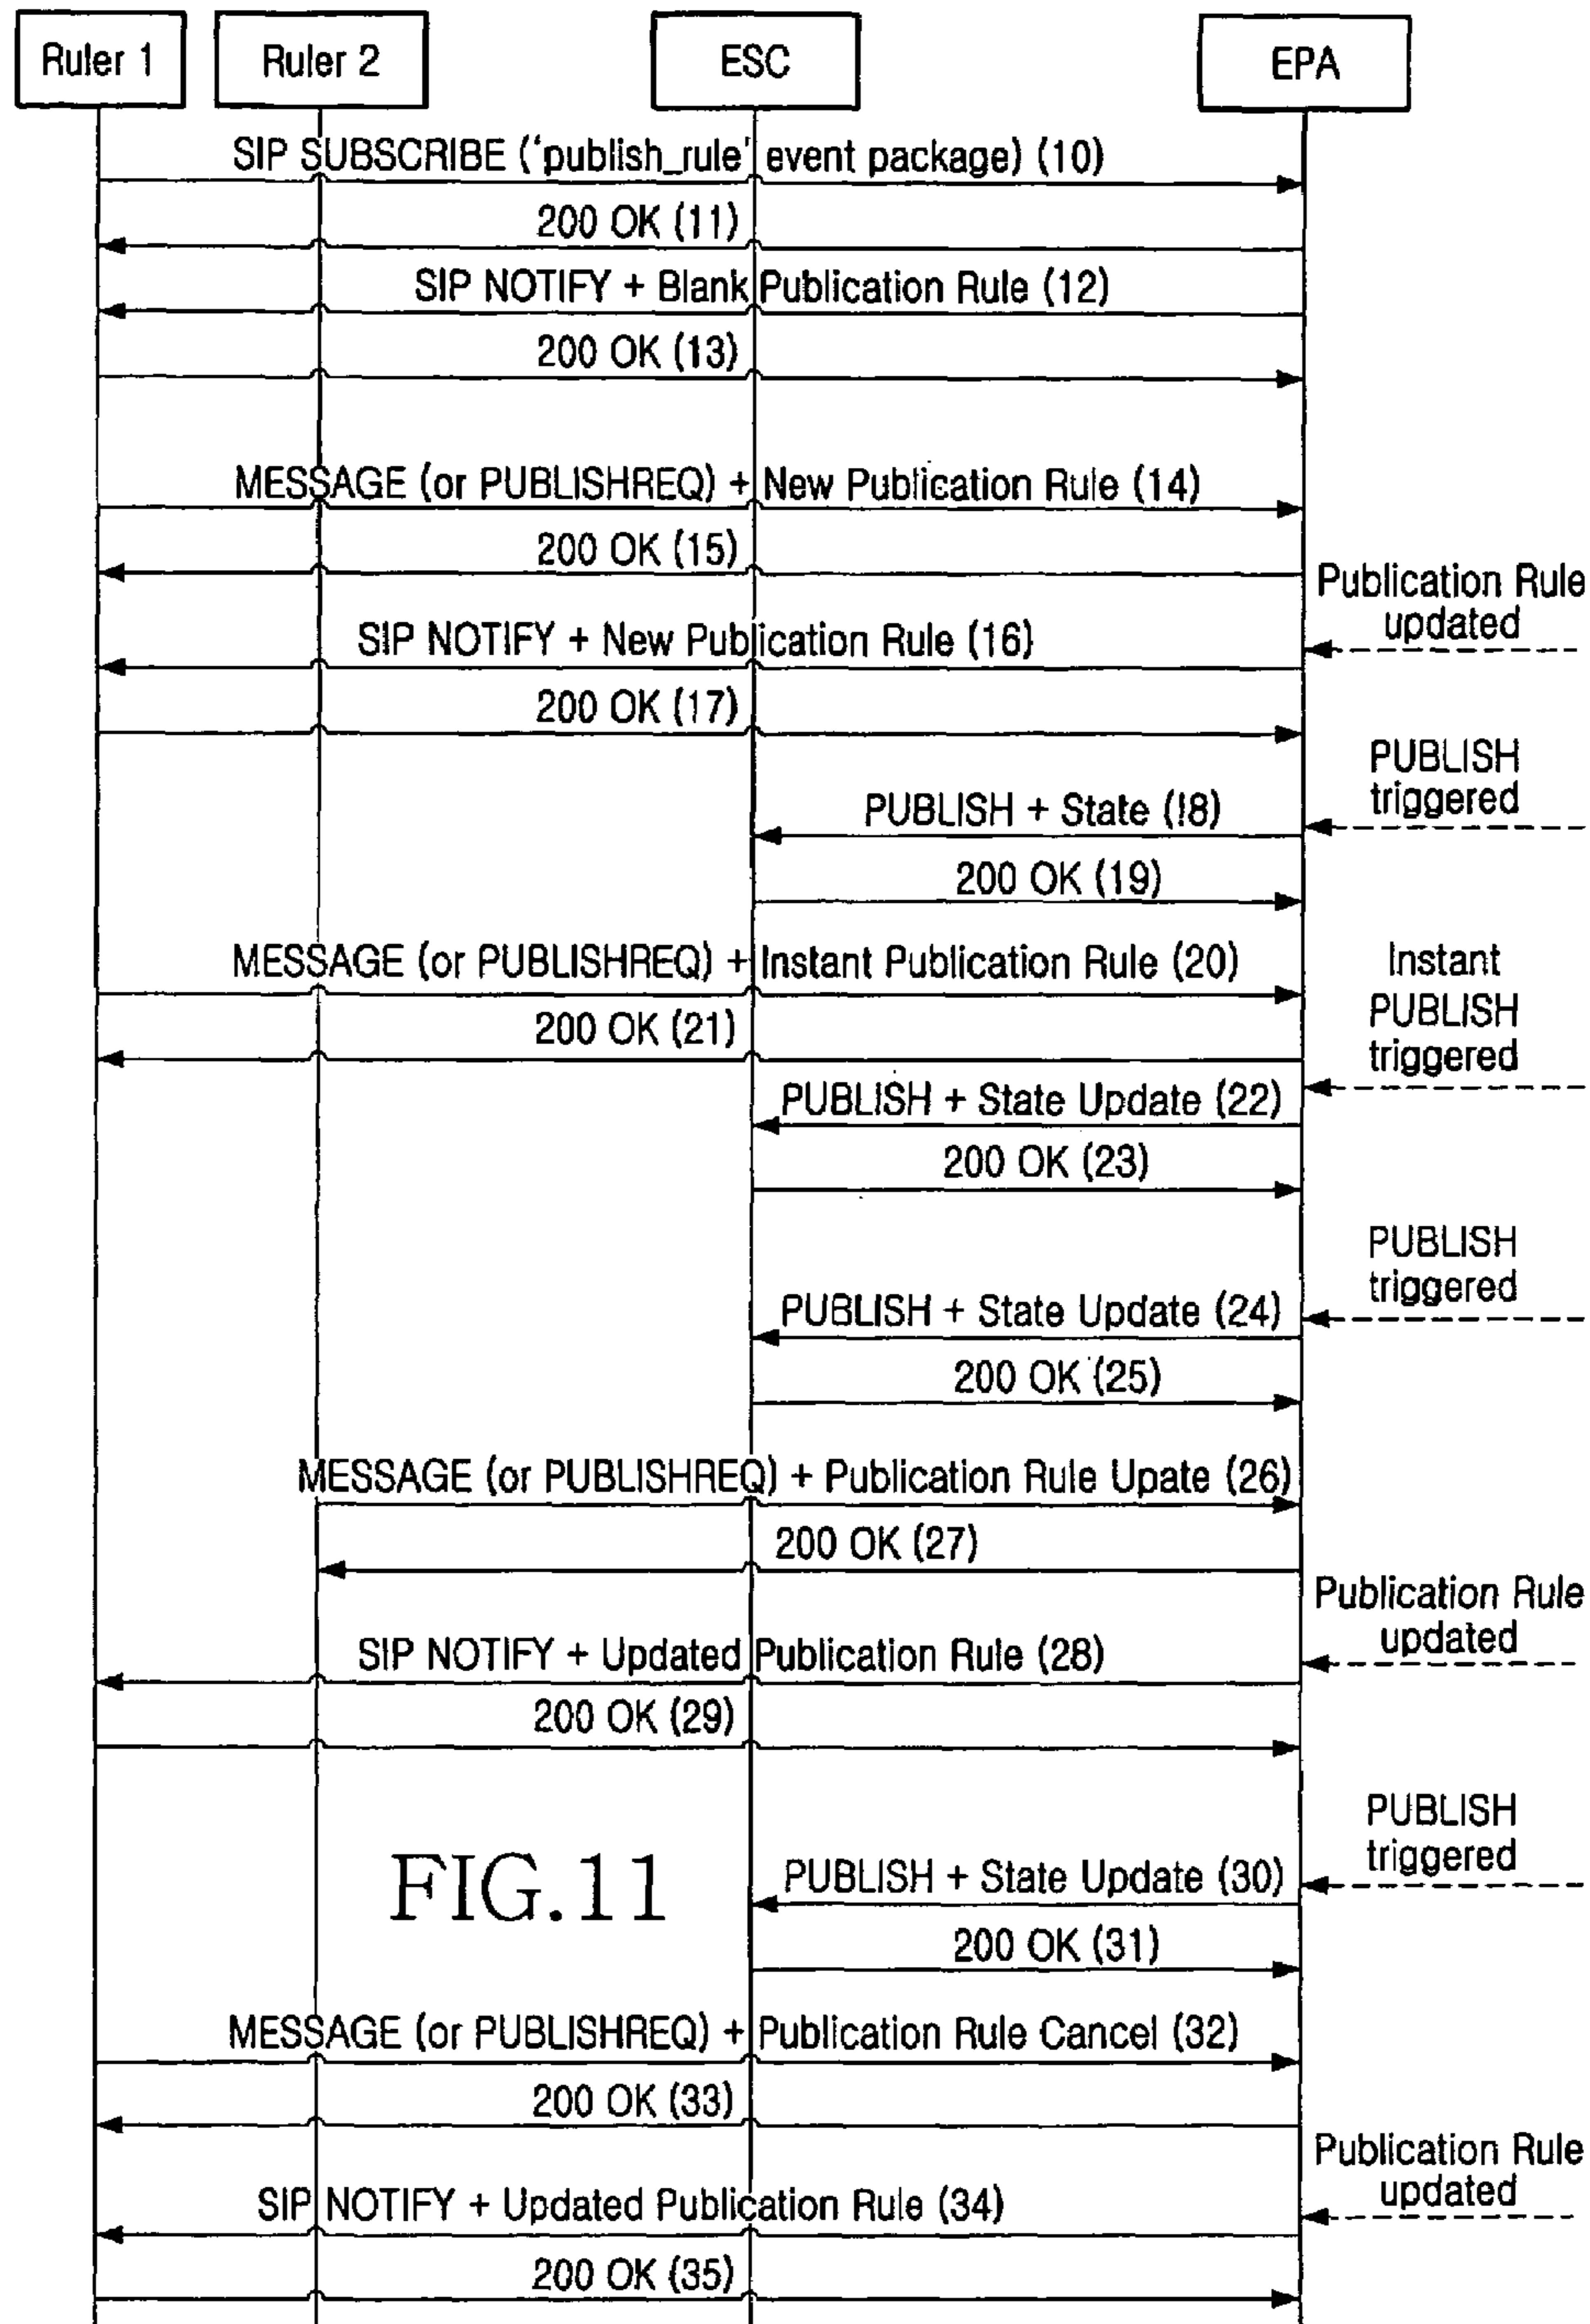 Ruler 1
Ruler 2
ESC
EPA
SIP SUBSCRIBE ('publish_rule' event package) (10)
200 OK (11)
SIP NOTIFY + Blank Publication Rule (12)
200 OK (13)
MESSAGE (or PUBLISHREQ) + New Publication Rule (14)
200 OK (15)
Publication Rule
updated
SIP NOTIFY + New Publication Rule (16)
200 OK (17)
PUBLISH
triggered
PUBLISH + State (!8)
200 OK (19)
MESSAGE (or PUBLISHREQ) + Instant Publication Rule (20)
Instant
PUBLISH
triggered
200 OK (21)
PUBLISH + State Update (22)
200 OK (23)
PUBLISH
triggered
PUBLISH + State Update (24)
200 OK (25)
MESSAGE (or PUBLISHREQ) + Publication Rule Upate (26)
200 OK (27)
Publication Rule
updated
SIP NOTIFY + Updated Publication Rule (28)
200 OK (29)
PUBLISH
triggered
FIG.11
PUBLISH + State Update (30)
200 OK (31)
MESSAGE (or PUBLISHREQ) + Publication Rule Cancel (32)
200 OK (33)
Publication Rule
updated
SIP NOTIFY + Updated Publication Rule (34)
200 OK (35)